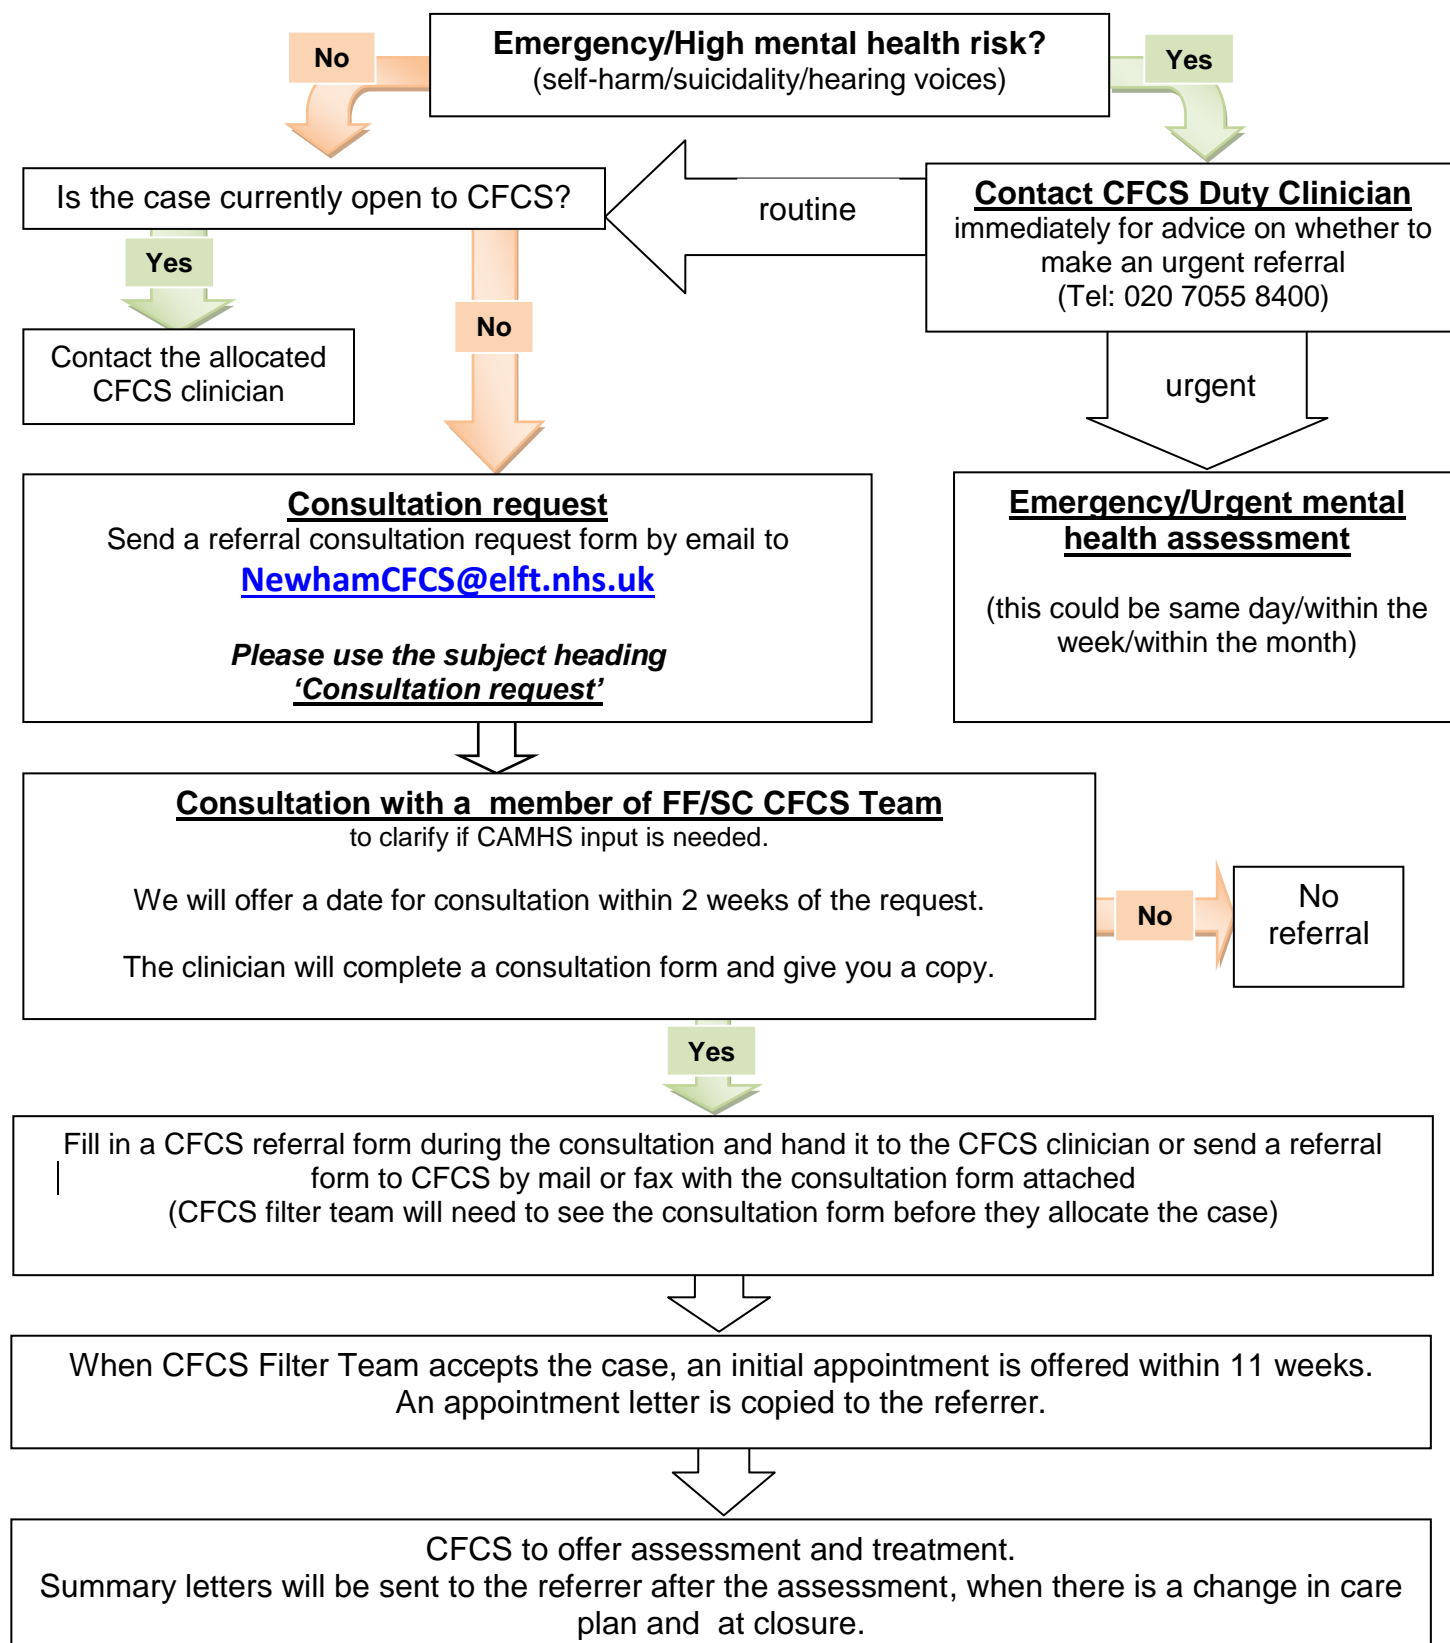 Emergency/High mental health risk?
(self-harm/suicidality/hearing voices)
No
Yes
Is the case currently open to CFCS?
routine
Contact CFCS Duty Clinician
immediately for advice on whether to
make an urgent referral
(Tel: 020 7055 8400)
Yes
No
Contact the allocated
CFCS clinician
urgent
Consultation request
Send a referral consultation request form by email to
NewhamCFCS@elft.nhs.uk
Please use the subject heading
‘Consultation request’
Emergency/Urgent mental
health assessment
(this could be same day/within the
week/within the month)
Consultation with a member of FF/SC CFCS Team
to clarify if CAMHS input is needed.
We will offer a date for consultation within 2 weeks of the request.
The clinician will complete a consultation form and give you a copy.
No
No
referral
Yes
Fill in a CFCS referral form during the consultation and hand it to the CFCS clinician or send a referral
form to CFCS by mail or fax with the consultation form attached
(CFCS filter team will need to see the consultation form before they allocate the case)
When CFCS Filter Team accepts the case, an initial appointment is offered within 11 weeks.
An appointment letter is copied to the referrer.
CFCS to offer assessment and treatment.
Summary letters will be sent to the referrer after the assessment, when there is a change in care
plan and at closure.